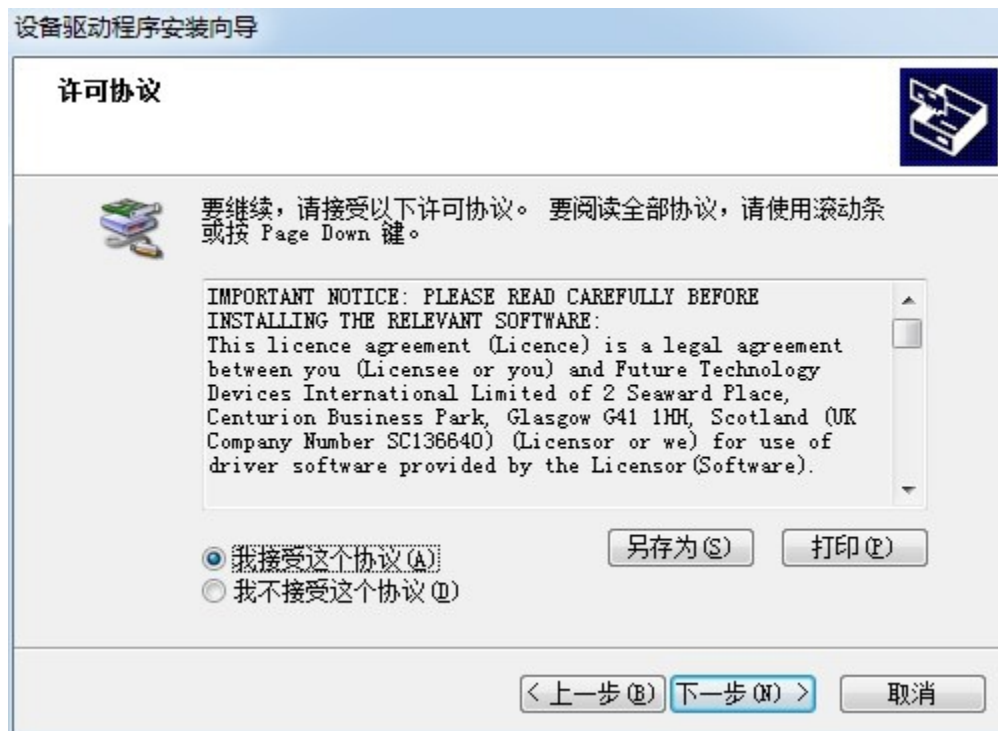 设备驱动程序安装向导
许可协议
要继续，请接受以下许可协议。 要阅读全部协议，请使用滚动条
或按 Page Down 键。
IMPORTANT NOTICE: PLEASE READ CAREFULLY BEFORE
INSTALLING THE RELEVANT SOFTWARE:
This licence agreement (Licence) is a legal agreement
between you (Licensee or you) and Future Technology
Devices International Limited of 2 Seaward Place,
Centurion Business Park, Glasgow G41 1HH, Scotland (UK
Company Number SC136640) (Licensor or we) for use of
driver software provided by the Licensor(Software).
另存为(S) 打印(P)
我接受这个协议(A)
我不接受这个协议(D)
< 上一步(B) 下一步(N) > 取消